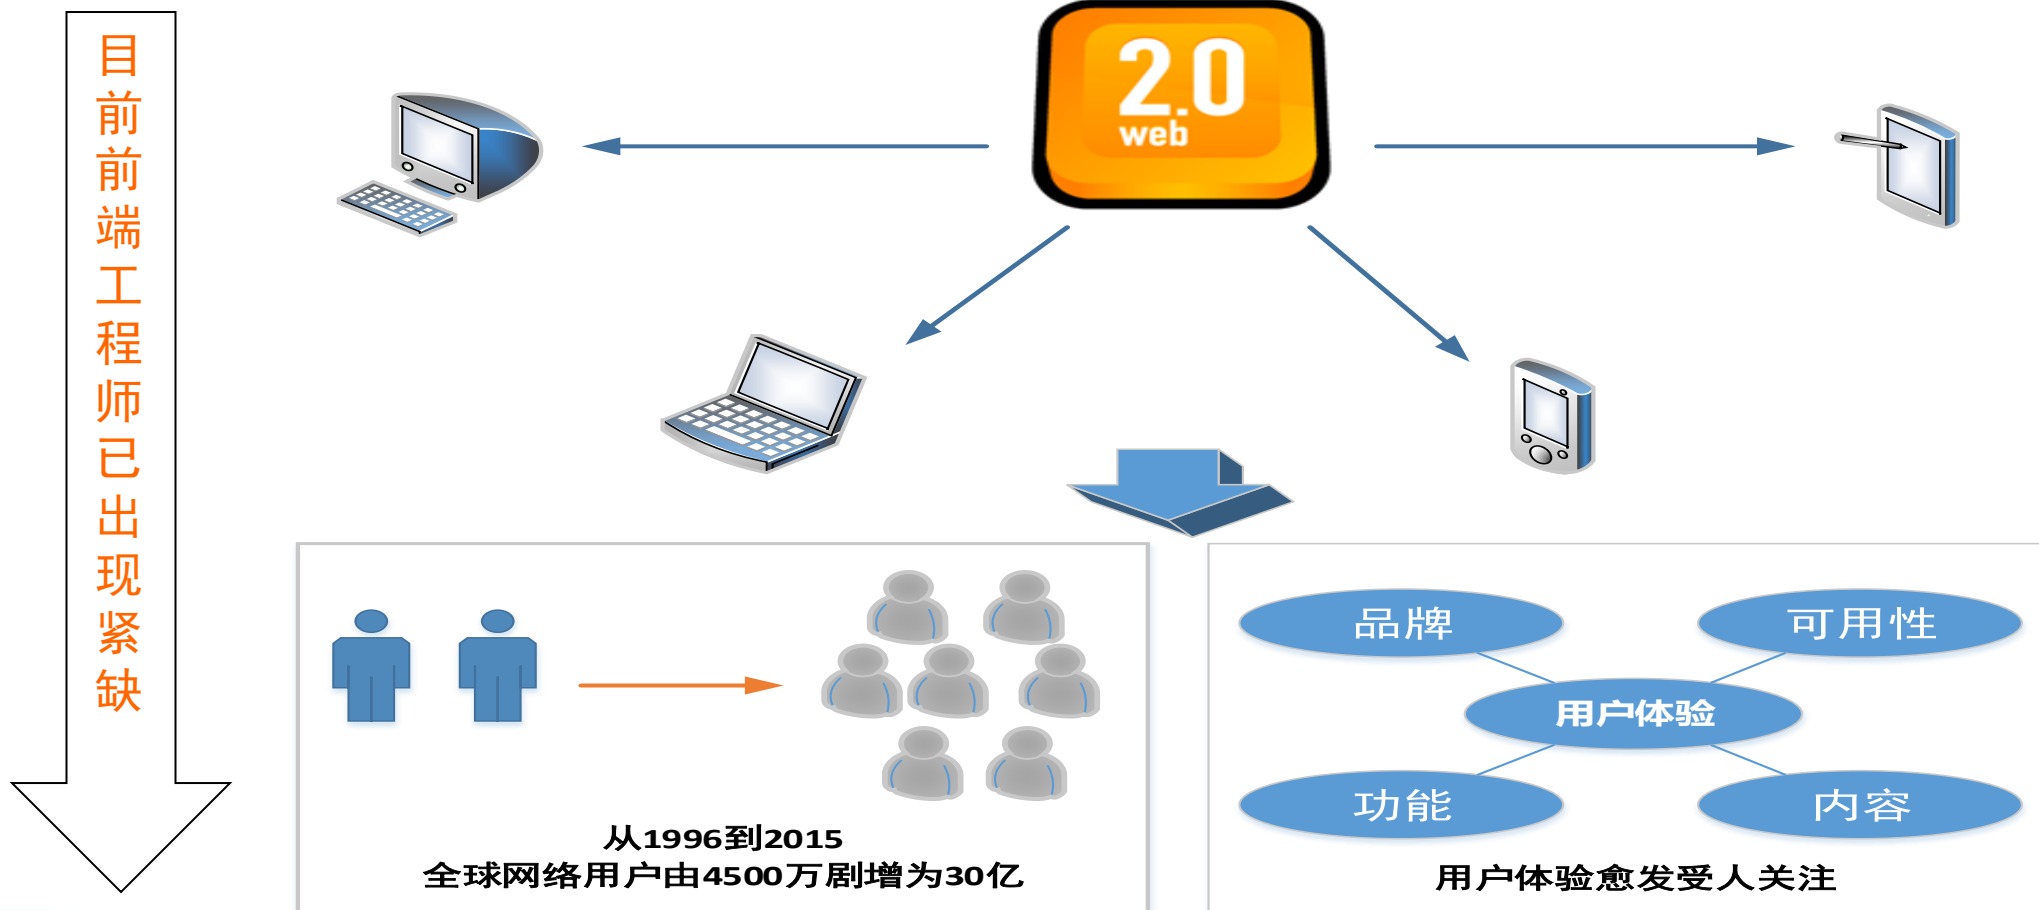 目前前端工程师已出现紧缺
2.0
web
从1996到2015
全球网络用户由4500万剧增为30亿
品牌
可用性
用户体验
功能
内容
用户体验愈发受人关注